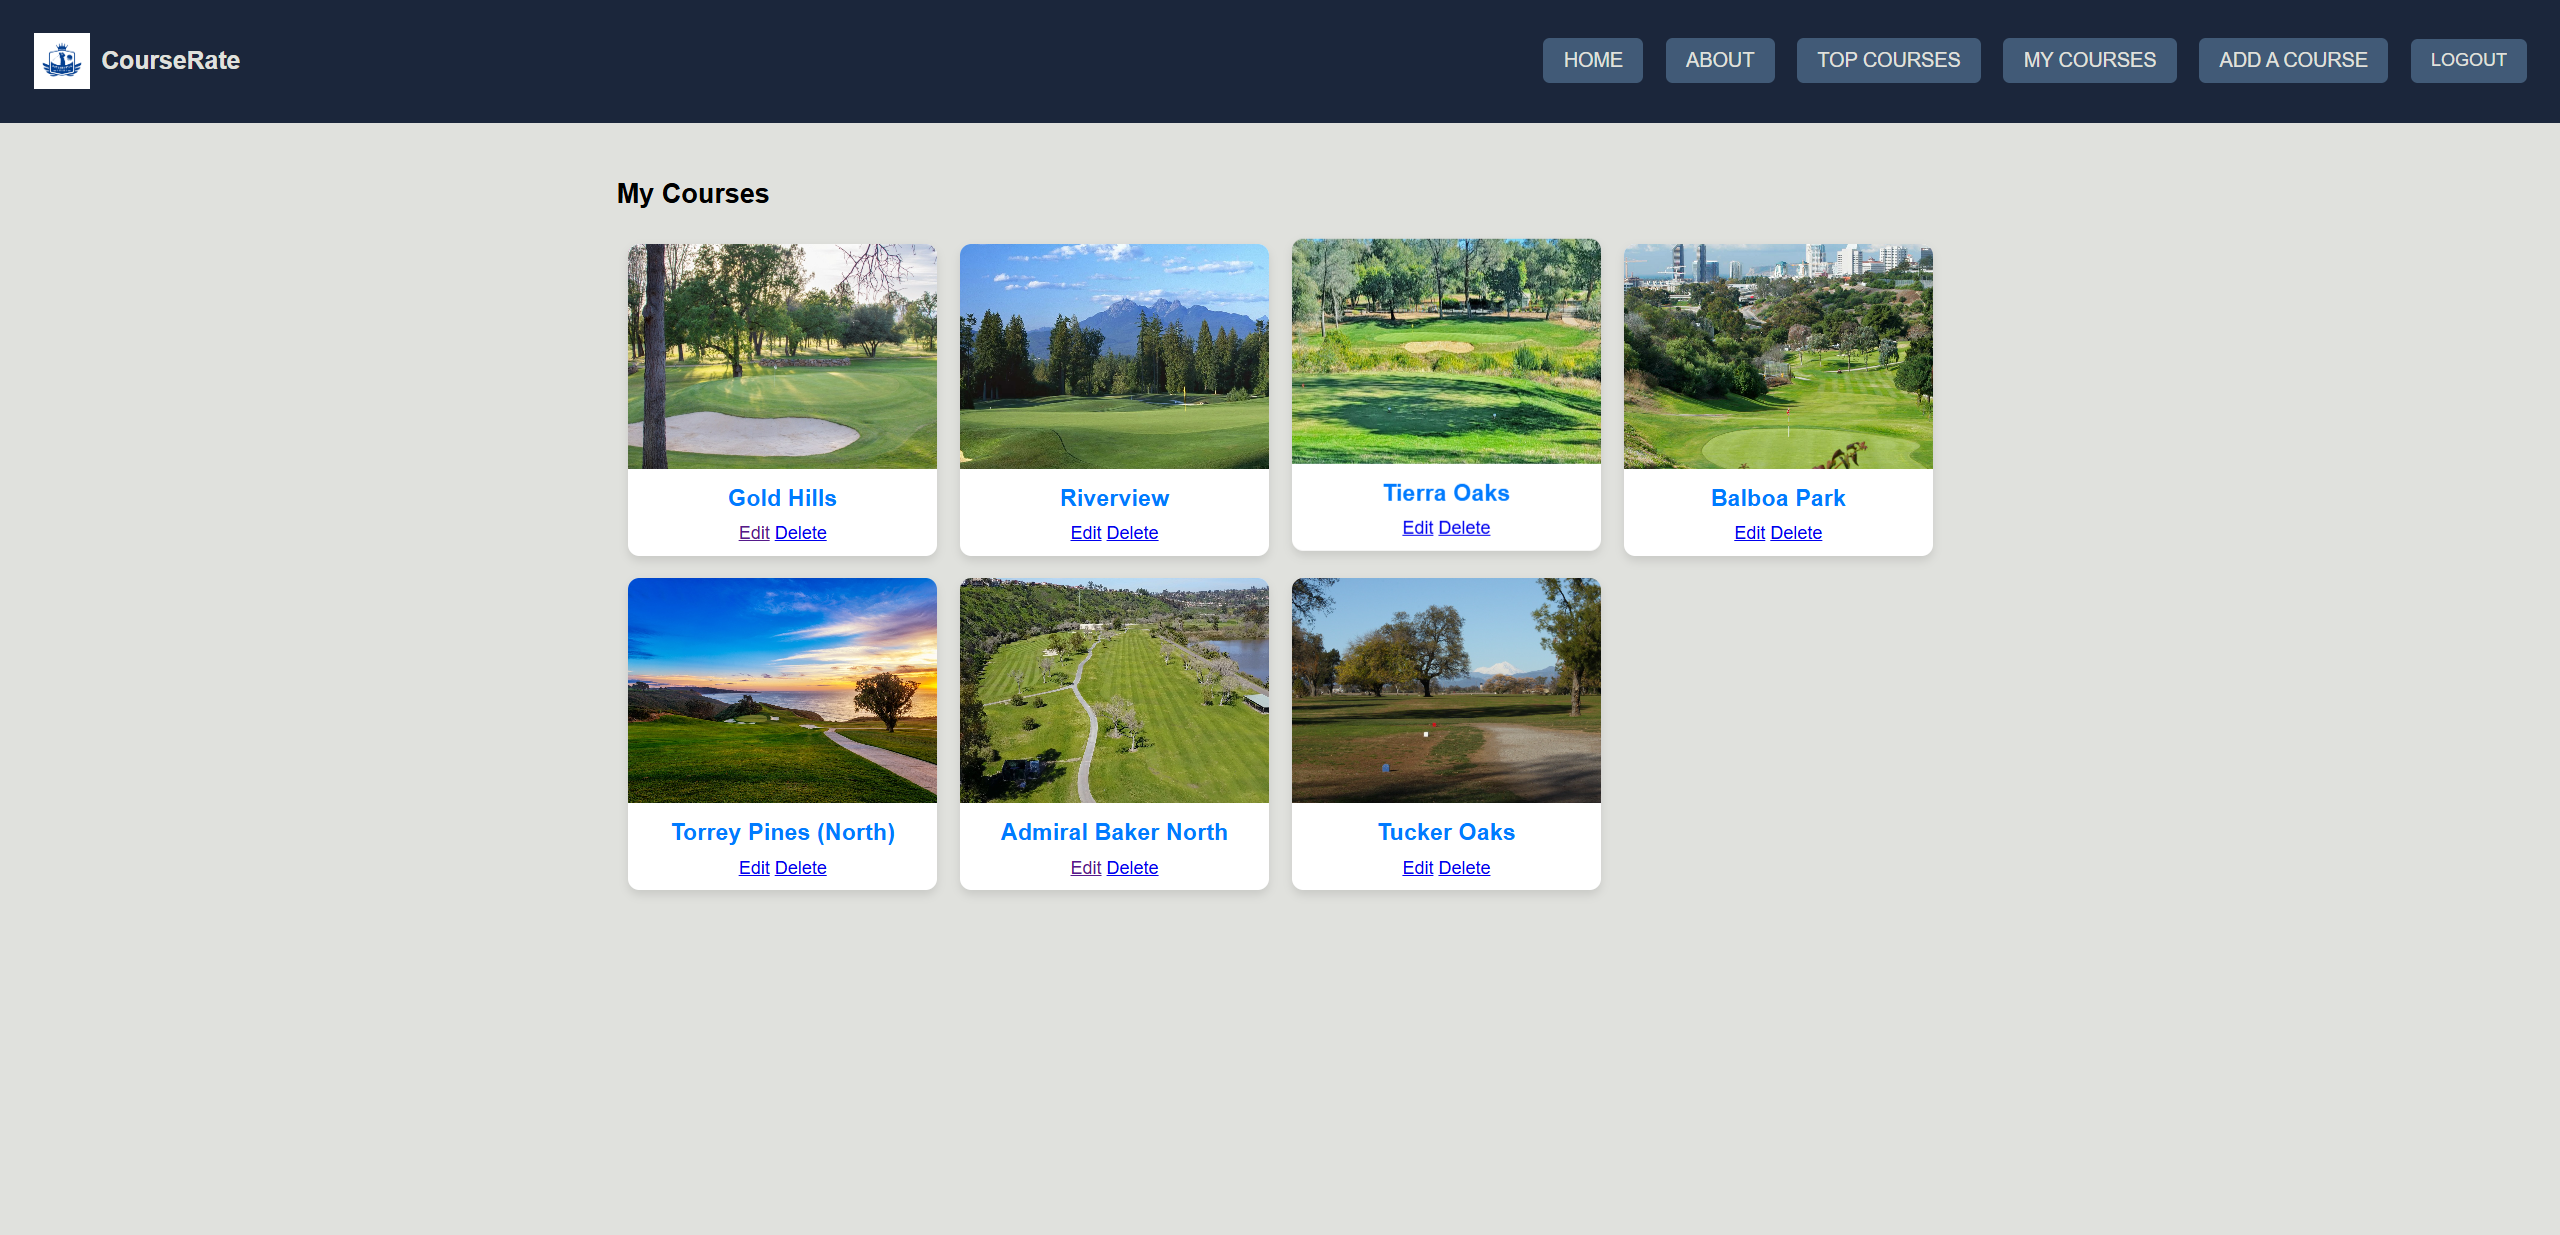 CourseRate
HOME ABOUT TOP COURSES MY COURSES ADD A COURSE LOGOUT
My Courses
Gold Hills
Edit Delete
Riverview
Edit Delete
Tierra Oaks
Edit Delete
Balboa Park
Edit Delete
Torrey Pines (North)
Edit Delete
Admiral Baker North
Edit Delete
Tucker Oaks
Edit Delete